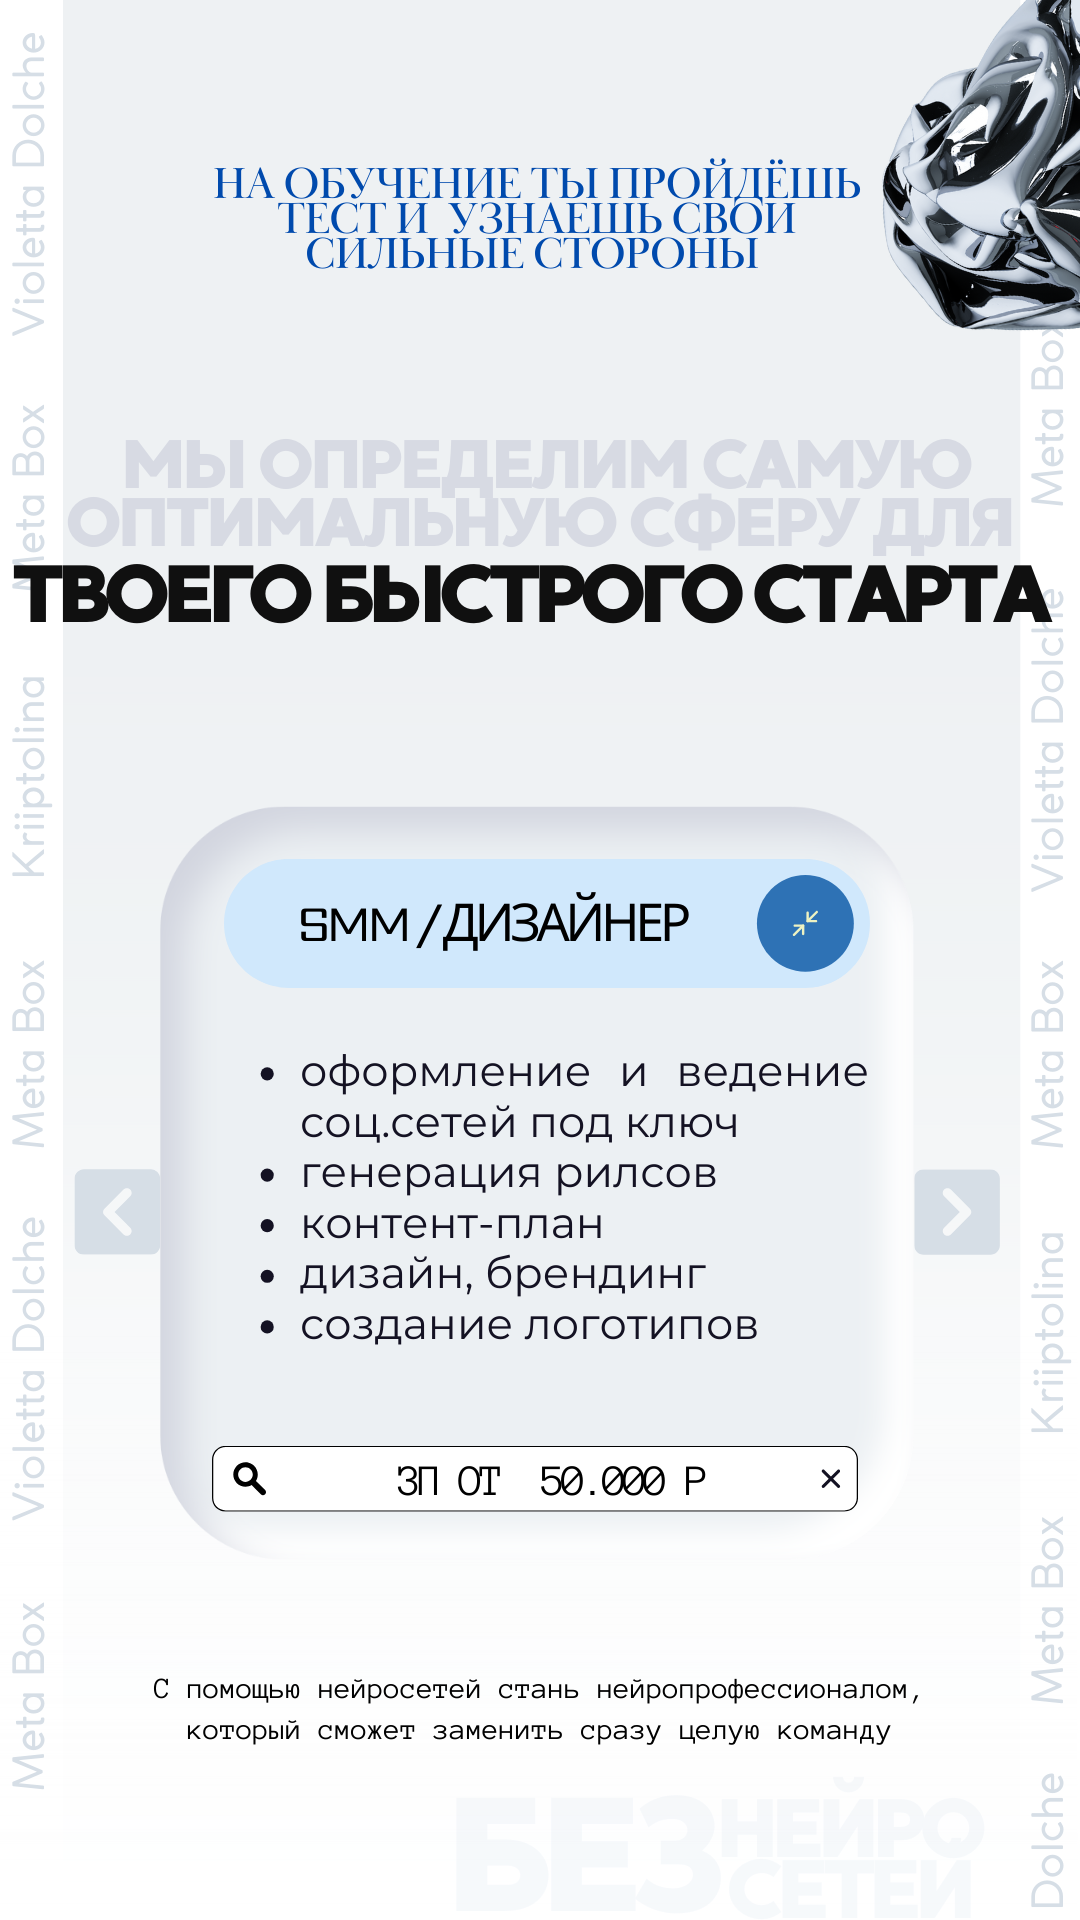 НА ОБУЧЕНИЕ ТЫ ПРОЙДЁШЬ
ТЕСТ И УЗНАЕШЬ СВОИ
СИЛЬНЫЕ СТОРОНЫ
МЫ ОПРЕДЕЛИМ САМУЮ
ОПТИМАЛЬНУЮ СФЕРУ ДЛЯ
ТВОЕГО БЫСТРОГО СТАРТА
SMM /ДИЗАЙНЕР
• оформление и ведение
соц.сетей под ключ
• генерация рилсов
• контент-план
• дизайн, брендинг
• создание логотипов
ЗП ОТ 50.000 Р
С помощью нейросетей стань нейропрофессионалом,
который сможет заменить сразу целую команду
БЕЗ НЕЙРО
СЕТЕЙ
Violetta Dolche
Meta Box
Kriiptolina
Meta Box
Violetta Dolche
Meta Box
Meta Box
Violetta Dolche
Meta Box
Kriiptolina
Meta Box
Dolche